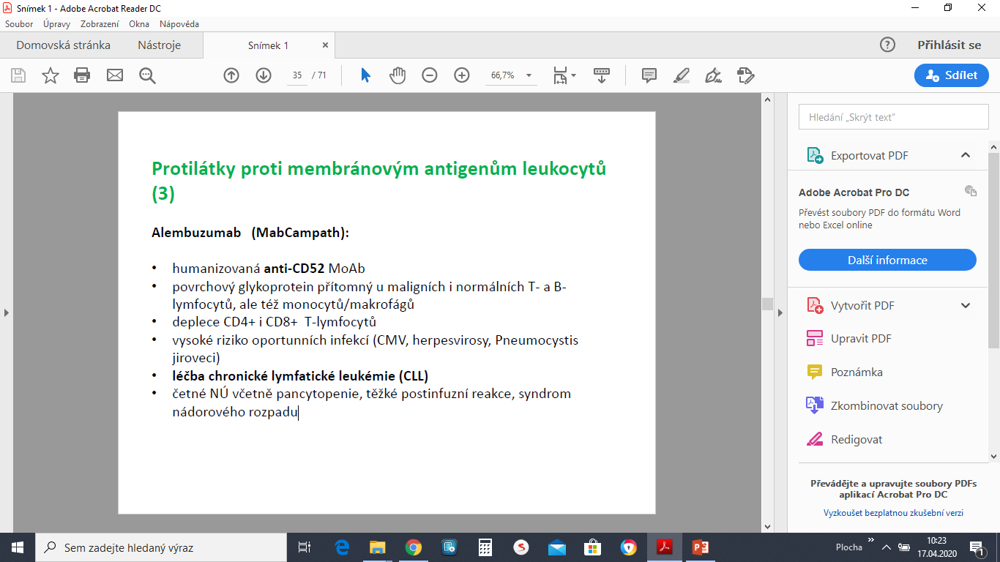 Snímek 1 - Adobe Acrobat Reader DC
Soubor Úpravy Zobrazení Okna Nápověda
Domovská stránka Nástroje Snímek 1 Přihlásit se
35 / 71 66,7% Sdílet
Hledání „Skrýt text"
Exportovat PDF
Adobe Acrobat Pro DC
Převést soubory PDF do formátu Word
nebo Excel online
Další informace
Vytvořit PDF
Upravit PDF
Poznámka
Zkombinovat soubory
Redigovat
Převádějte a upravujte soubory PDFs
aplikací Acrobat Pro DC
Vyzkoušet bezplatnou zkušební verzi
Protilátky proti membránovým antigenům leukocytů
(3)
Alembuzumab (MabCampath):
• humanizovaná anti-CD52 MoAb
• povrchový glykoprotein přítomný u maligních i normálních T- a B-
lymfocytů, ale též monocytů/makrofágů
• deplece CD4+ i CD8+ T-lymfocytů
• vysoké riziko oportunních infekcí (CMV, herpesvirosy, Pneumocystis
jiroveci)
• léčba chronické lymfatické leukémie (CLL)
• četné NÚ včetně pancytopenie, těžké postinfuzní reakce, syndrom
nádorového rozpadu
Sem zadejte hledaný výraz
Plocha
10:23
17.04.2020
1